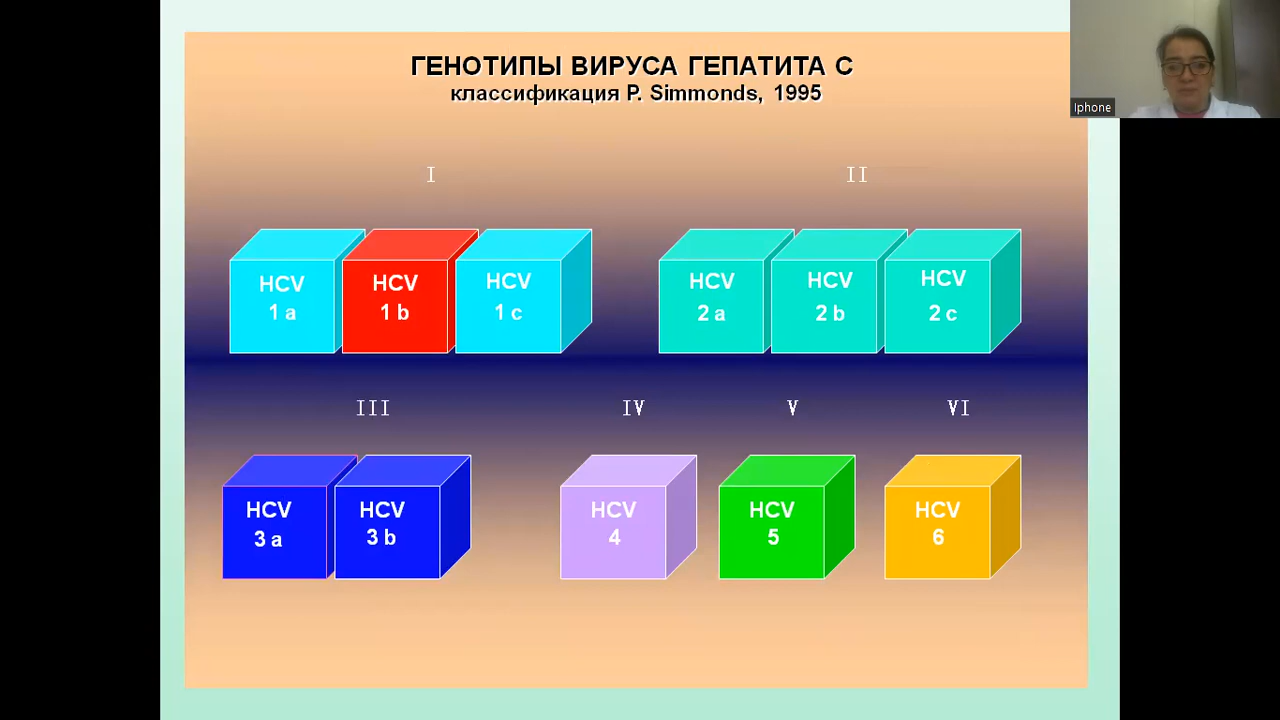 ГЕНОТИПЫ ВИРУСА ГЕПАТИТА С
классификация P. Simmonds, 1995
Iphone
I
II
HCV
1 a
HCV
1 b
HCV
1 c
HCV
2 a
HCV
2 b
HCV
2 c
III
IV
V
VI
HCV
3 a
HCV
3 b
HCV
4
HCV
5
HCV
6